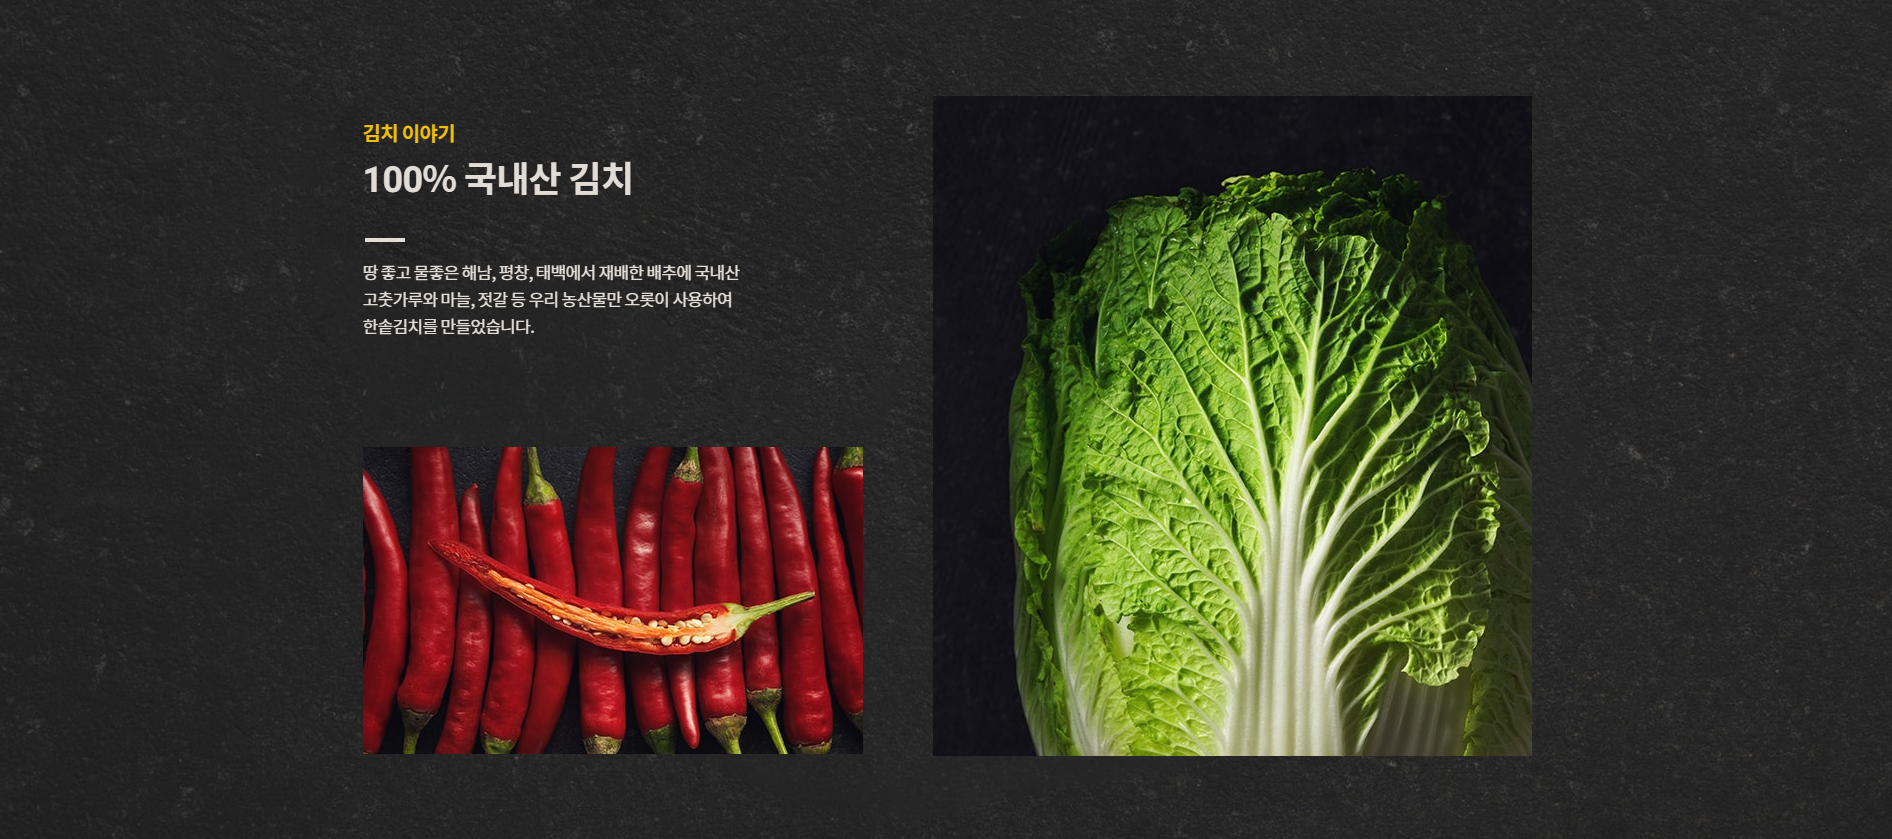 김치 이야기
100% 국내산 김치
땅 좋고 물좋은 해남, 평창, 태백에서 재배한 배추에 국내산
고춧가루와 마늘, 젓갈 등 우리 농산물만 오롯이 사용하여
한솥김치를 만들었습니다.